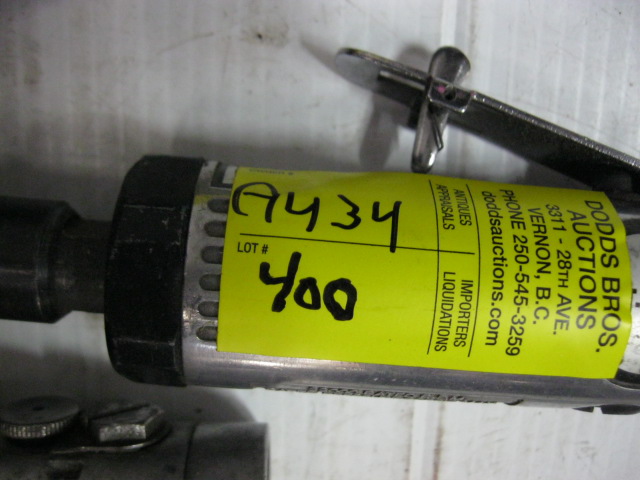 A434
LOT #
400
ANTIQUES
APPRAISALS
IMPORTERS
LIQUIDATIONS
DODDS BROS.
AUCTIONS
3311 - 28TH AVE.
VERNON, B.C.
PHONE 250-545-3259
doddsauctions.com